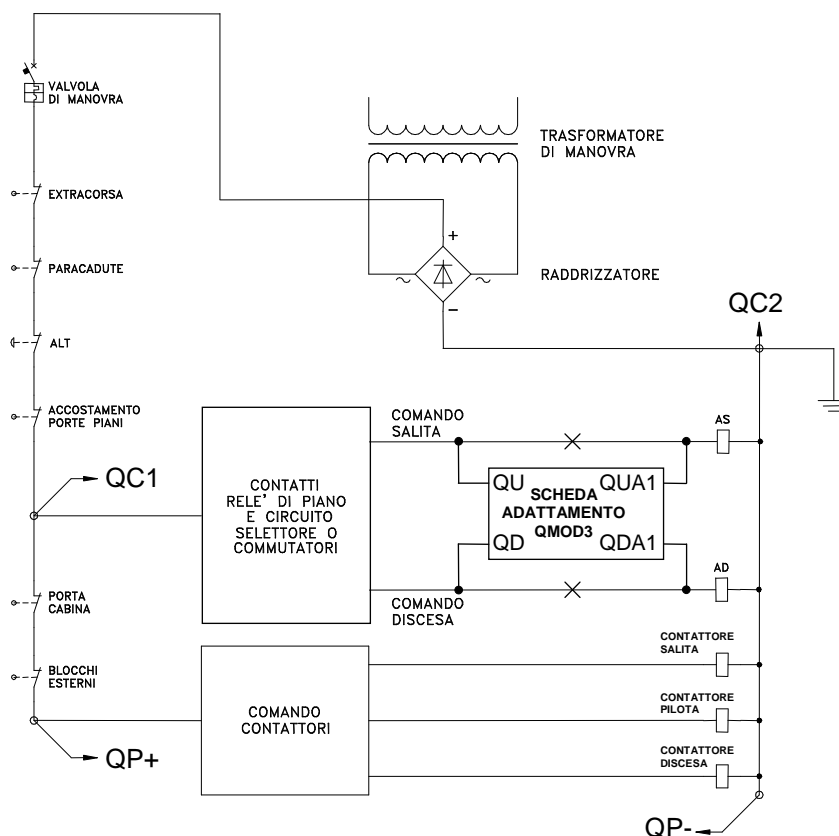 VALVOLA
DI MANOVRA
TRASFORMATORE
DI MANOVRA
EXTRACORSA
PARACADUTE
+
RADDRIZZATORE
~
~
−
QC2
ALT
ACCOSTAMENTO
PORTE PIANI
COMANDO
SALITA
AS
QC1
CONTATTI
RELE' DI PIANO
E CIRCUITO
SELETTORE O
COMMUTATORI
QU
QUA1
SCHEDA
ADATTAMENTO
QMOD3
QD
QDA1
AD
PORTA
CABINA
COMANDO
DISCESA
CONTATTORE
SALITA
BLOCCHI
ESTERNI
COMANDO
CONTATTORI
CONTATTORE
PILOTA
QP+
CONTATTORE
DISCESA
QP-